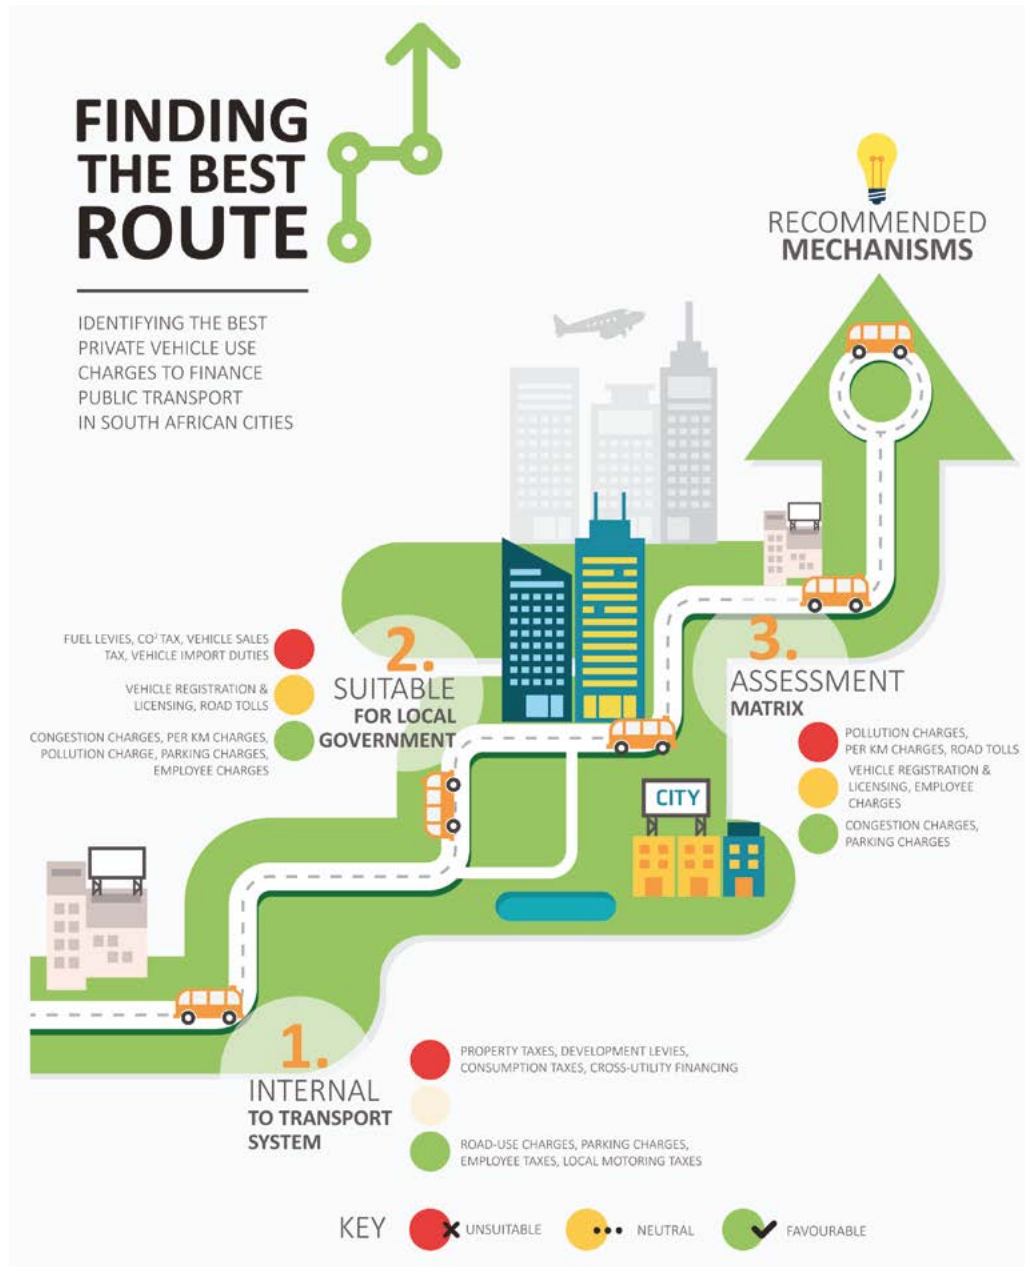 FINDING
THE BEST
ROUTE
IDENTIFYING THE BEST
PRIVATE VEHICLE USE
CHARGES TO FINANCE
PUBLIC TRANSPORT
IN SOUTH AFRICAN CITIES
RECOMMENDED
MECHANISMS
FUEL LEVIES, CO² TAX, VEHICLE SALES
TAX, VEHICLE IMPORT DUTIES
VEHICLE REGISTRATION &
LICENSING, ROAD TOLLS
CONGESTION CHARGES, PER KM CHARGES,
POLLUTION CHARGE, PARKING CHARGES,
EMPLOYEE CHARGES
2.
SUITABLE
FOR LOCAL
GOVERNMENT
3.
ASSESSMENT
MATRIX
POLLUTION CHARGES,
PER KM CHARGES, ROAD TOLLS
VEHICLE REGISTRATION &
LICENSING, EMPLOYEE
CHARGES
CONGESTION CHARGES,
PARKING CHARGES
CITY
1.
INTERNAL
TO TRANSPORT
SYSTEM
PROPERTY TAXES, DEVELOPMENT LEVIES,
CONSUMPTION TAXES, CROSS-UTILITY FINANCING
ROAD-USE CHARGES, PARKING CHARGES,
EMPLOYEE TAXES, LOCAL MOTORING TAXES
KEY
UNSUITABLE
NEUTRAL
FAVOURABLE